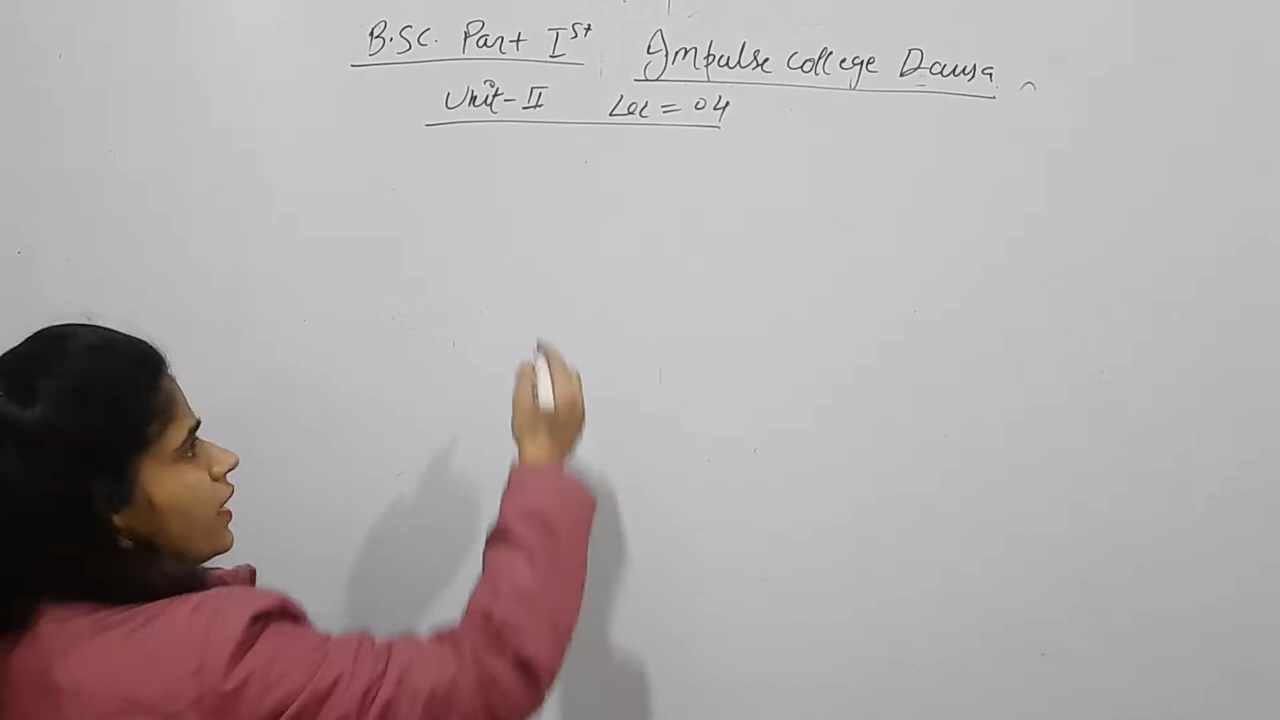 B.SC. Part Ist Impulse college Dausa
Unit-II Lec = 04